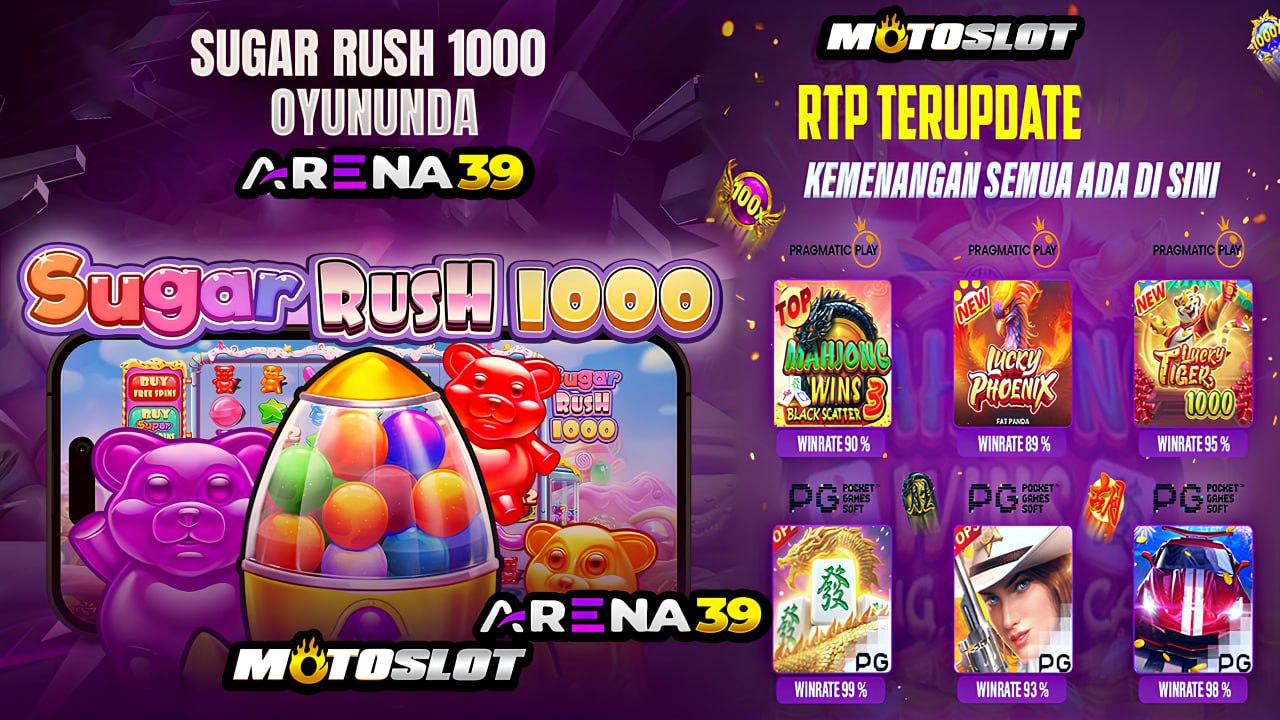 SUGAR RUSH 1000
OYUNUNDA
ARENA39
Sugar RUSH 1000
BUY
FREE SPINS
BUY
Super
Sugar
RUSH
1000
ARENA39
MOTOSLOT
MOTOSLOT
1000
RTP TERUPDATE
KEMENANGAN SEMUA ADA DI SINI
100x
PRAGMATIC PLAY
PRAGMATIC PLAY
PRAGMATIC PLAY
TOP
MAHJONG
WINS 3
BLACK SCATTER
NEW
LUCKY
PHOENIX
FAT PANDA
NEW
Lucky
TIGER
1000
WINRATE 90 %
WINRATE 89 %
WINRATE 95 %
PG POCKET GAMES SOFT
PG POCKET GAMES SOFT
PG POCKET GAMES SOFT
發
PG
PG
PG
WINRATE 99 %
WINRATE 93 %
WINRATE 98 %